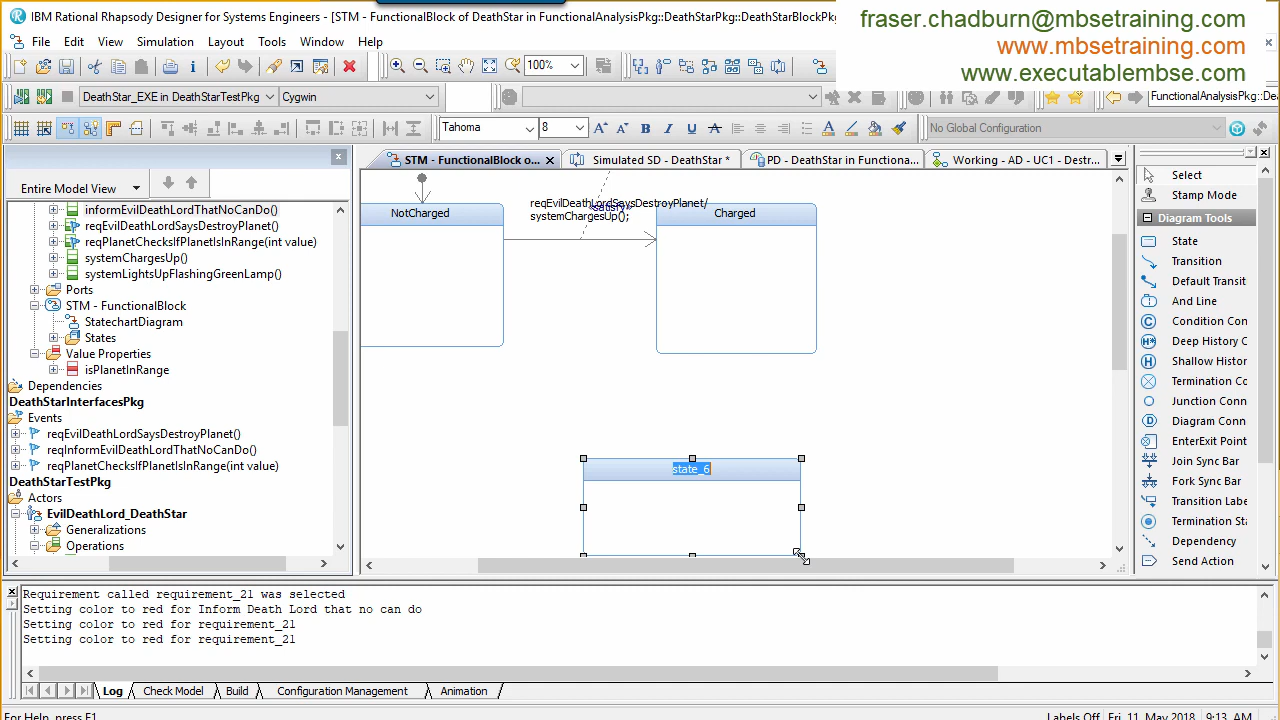 IBM Rational Rhapsody Designer for Systems Engineers - [STM - FunctionalBlock of DeathStar in FunctionalAnalysisPkg::DeathStarPkg::DeathStarBlockPk
fraser.chadburn@mbsetraining.com
www.mbsetraining.com
www.executablembse.com
File Edit View Simulation Layout Tools Window Help
100%
DeathStar_EXE in DeathStarTestPkg Cygwin
FunctionalAnalysisPkg::De
Tahoma 8 No Global Configuration
Entire Model View
STM - FunctionalBlock o... Simulated SD - DeathStar * PD - DeathStar in Functiona... Working - AD - UC1 - Destr...
informEvilDeathLordThatNoCanDo()
reqEvilDeathLordSaysDestroyPlanet()
reqPlanetChecksIfPlanetIsInRange(int value)
systemChargesUp()
systemLightsUpFlashingGreenLamp()
Ports
STM - FunctionalBlock
StatechartDiagram
States
Value Properties
isPlanetInRange
Dependencies
DeathStarInterfacesPkg
Events
reqEvilDeathLordSaysDestroyPlanet()
reqInformEvilDeathLordThatNoCanDo()
reqPlanetChecksIfPlanetIsInRange(int value)
DeathStarTestPkg
Actors
EvilDeathLord_DeathStar
Generalizations
Operations
NotCharged
reqEvilDeathLordSaysDestroyPlanet/
«satisfy»
systemChargesUp();
Charged
state_6
Select
Stamp Mode
Diagram Tools
State
Transition
Default Transit
And Line
Condition Con
Deep History C
Shallow Histor
Termination Co
Junction Conn
Diagram Conn
EnterExit Point
Join Sync Bar
Fork Sync Bar
Transition Labe
Termination Sta
Dependency
Send Action
Requirement called requirement_21 was selected
Setting color to red for Inform Death Lord that no can do
Setting color to red for requirement_21
Setting color to red for requirement_21
Log Check Model Build Configuration Management Animation
For Help, press F1 Labels Off Fri, 11, May 2018 9:13 AM